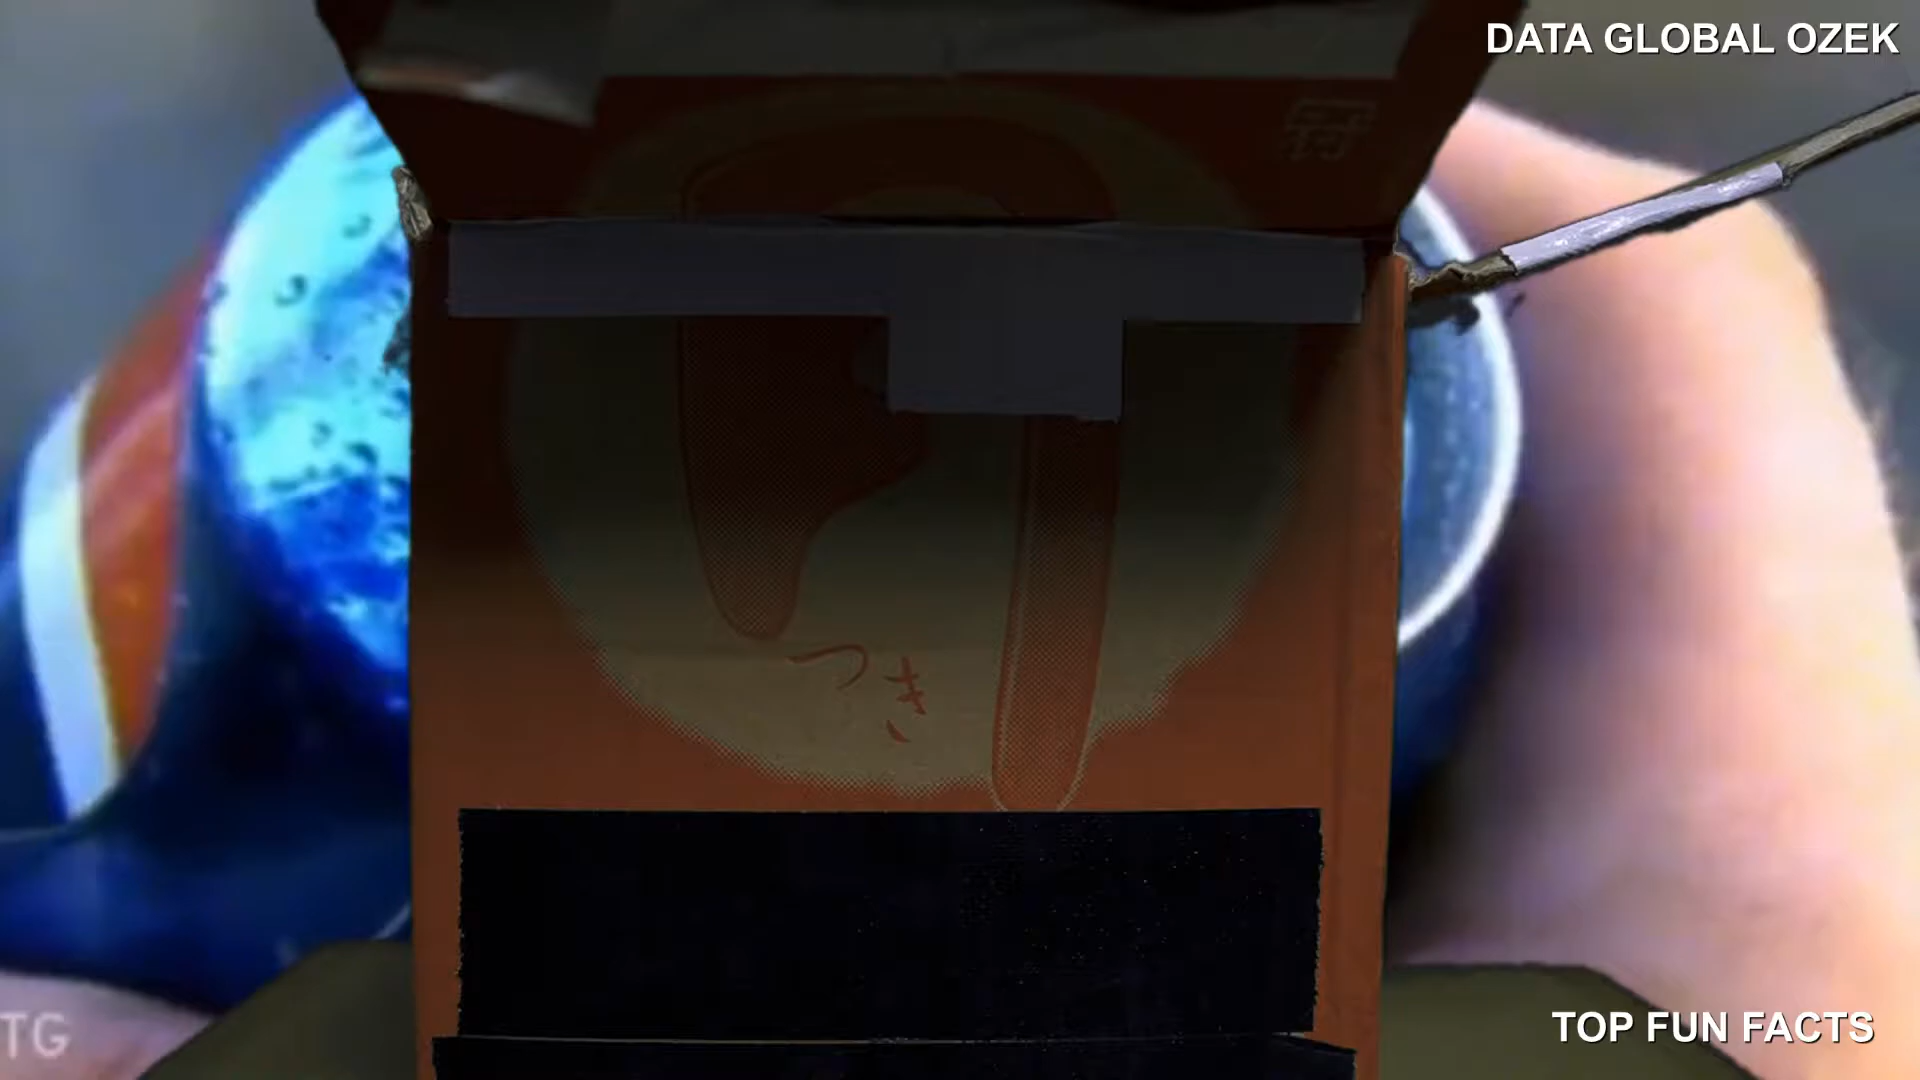 DATA GLOBAL OZEK
つき
TG
TOP FUN FACTS